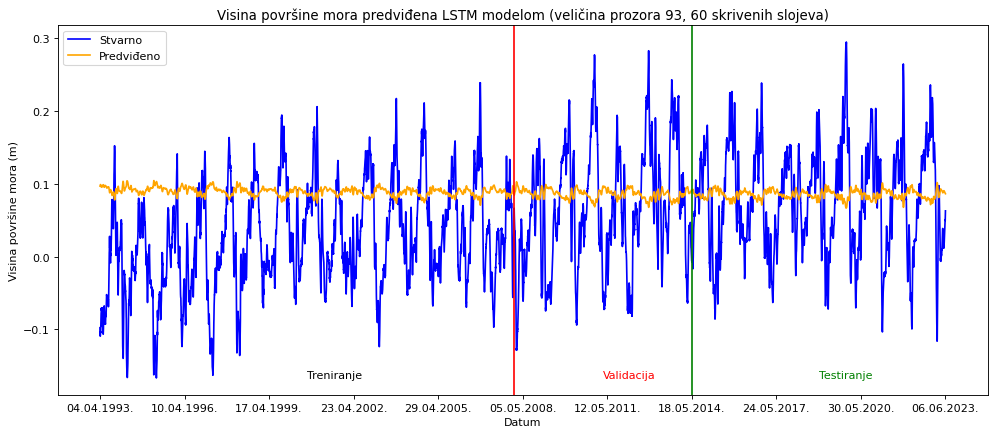 Visina površine mora predviđena LSTM modelom (veličina prozora 93, 60 skrivenih slojeva)
Stvarno
Predviđeno
0.3
0.2
0.1
0.0
−0.1
Visina površine mora (m)
Treniranje
Validacija
Testiranje
04.04.1993. 10.04.1996. 17.04.1999. 23.04.2002. 29.04.2005. 05.05.2008. 12.05.2011. 18.05.2014. 24.05.2017. 30.05.2020. 06.06.2023.
Datum